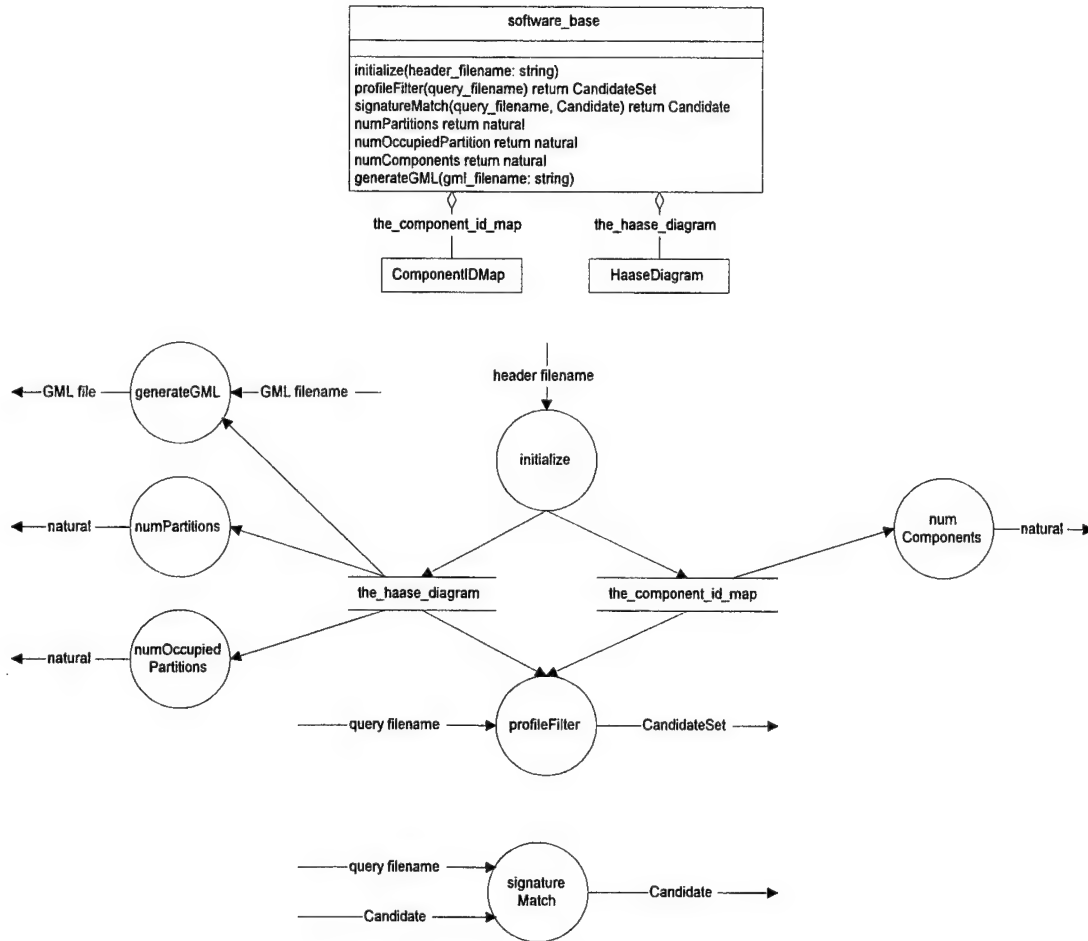 software_base
initialize(header_filename: string)
profileFilter(query_filename) return CandidateSet
signatureMatch(query_filename, Candidate) return Candidate
numPartitions return natural
numOccupiedPartition return natural
numComponents return natural
generateGML(gml_filename: string)
the_component_id_map
the_haase_diagram
ComponentIDMap
HaaseDiagram
header filename
GML file
generateGML
GML filename
initialize
natural
numPartitions
num
Components
natural
the_haase_diagram
the_component_id_map
natural
numOccupied
Partitions
query filename
profileFilter
CandidateSet
query filename
signature
Match
Candidate
Candidate